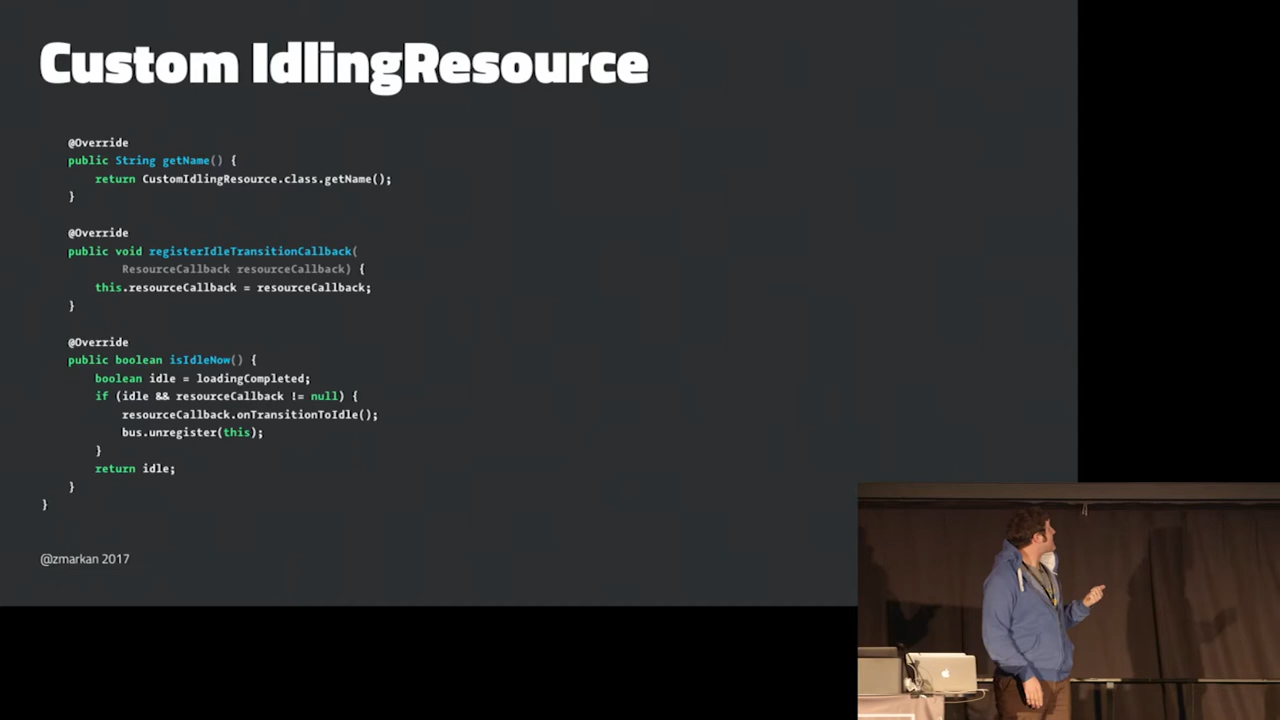 Custom IdlingResource
@Override
public String getName() {
return CustomIdlingResource.class.getName();
}
@Override
public void registerIdleTransitionCallback(
ResourceCallback resourceCallback) {
this.resourceCallback = resourceCallback;
}
@Override
public boolean isIdleNow() {
boolean idle = loadingCompleted;
if (idle && resourceCallback != null) {
resourceCallback.onTransitionToIdle();
bus.unregister(this);
}
return idle;
}
}
@zmarkan 2017